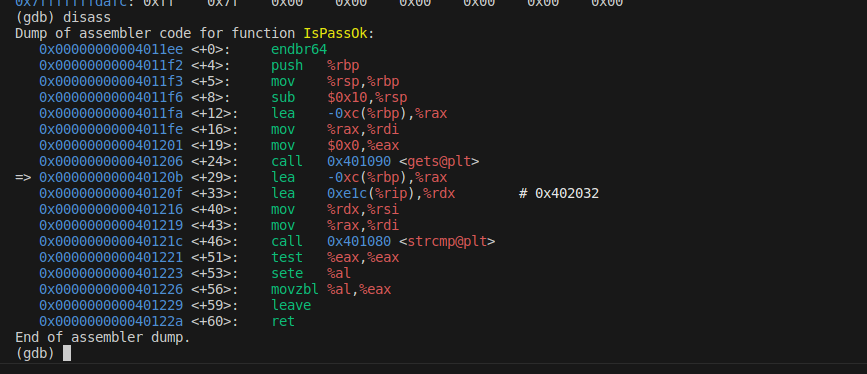 0x7fffffffdafc: 0xff    0x7f    0x00    0x00    0x00    0x00    0x00    0x00
(gdb) disass
Dump of assembler code for function IsPassOk:
   0x00000000004011ee <+0>:     endbr64
   0x00000000004011f2 <+4>:     push   %rbp
   0x00000000004011f3 <+5>:     mov    %rsp,%rbp
   0x00000000004011f6 <+8>:     sub    $0x10,%rsp
   0x00000000004011fa <+12>:    lea    -0xc(%rbp),%rax
   0x00000000004011fe <+16>:    mov    %rax,%rdi
   0x0000000000401201 <+19>:    mov    $0x0,%eax
   0x0000000000401206 <+24>:    call   0x401090 <gets@plt>
=> 0x000000000040120b <+29>:    lea    -0xc(%rbp),%rax
   0x000000000040120f <+33>:    lea    0xe1c(%rip),%rdx        # 0x402032
   0x0000000000401216 <+40>:    mov    %rdx,%rsi
   0x0000000000401219 <+43>:    mov    %rax,%rdi
   0x000000000040121c <+46>:    call   0x401080 <strcmp@plt>
   0x0000000000401221 <+51>:    test   %eax,%eax
   0x0000000000401223 <+53>:    sete   %al
   0x0000000000401226 <+56>:    movzbl %al,%eax
   0x0000000000401229 <+59>:    leave
   0x000000000040122a <+60>:    ret
End of assembler dump.
(gdb)